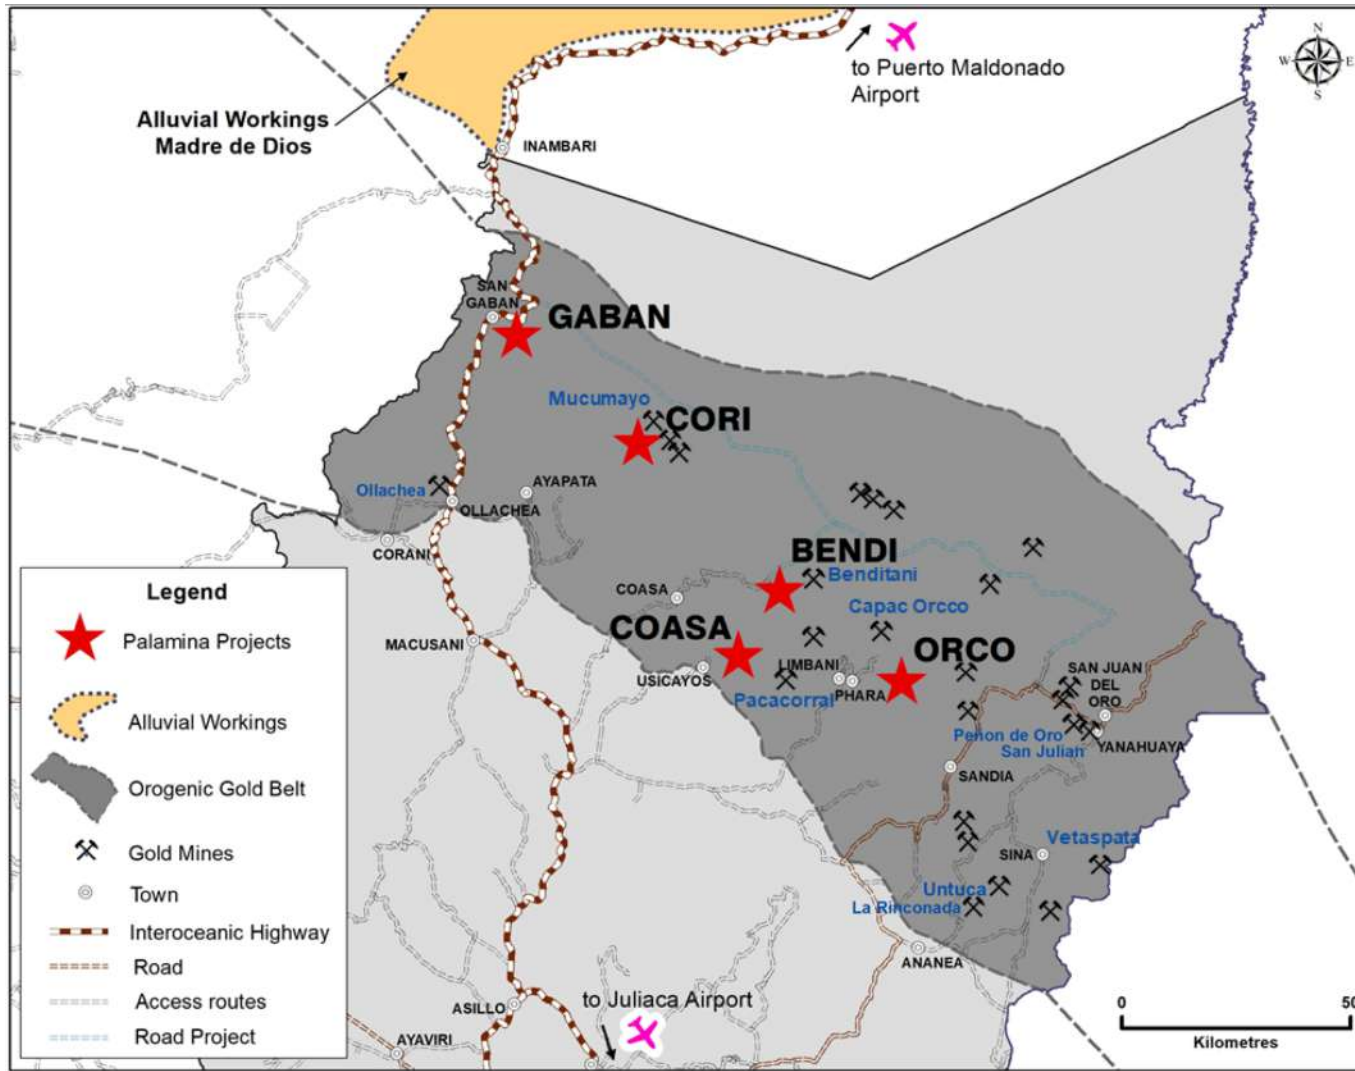 N
W
E
S
to Puerto Maldonado
Airport
Alluvial Workings
Madre de Dios
INAMBARI
SAN
GABAN
GABAN
Mucumayo
CORI
Ollachea
AYAPATA
OLLACHEA
CORANI
BENDI
Benditani
COASA
Capac Orcco
COASA
ORCO
MACUSANI
LIMBANI
USICAYOS
PHARA
SAN JUAN
DEL
ORO
Pacacorral
Penon de Oro
San Julian
YANAHUAYA
SANDIA
Vetaspata
SINA
Untuca
La Rinconada
ANANEA
ASILLO
to Juliaca Airport
AYAVIRI
Legend
Palamina Projects
Alluvial Workings
Orogenic Gold Belt
Gold Mines
Town
Interoceanic Highway
Road
Access routes
Road Project
0
50
Kilometres